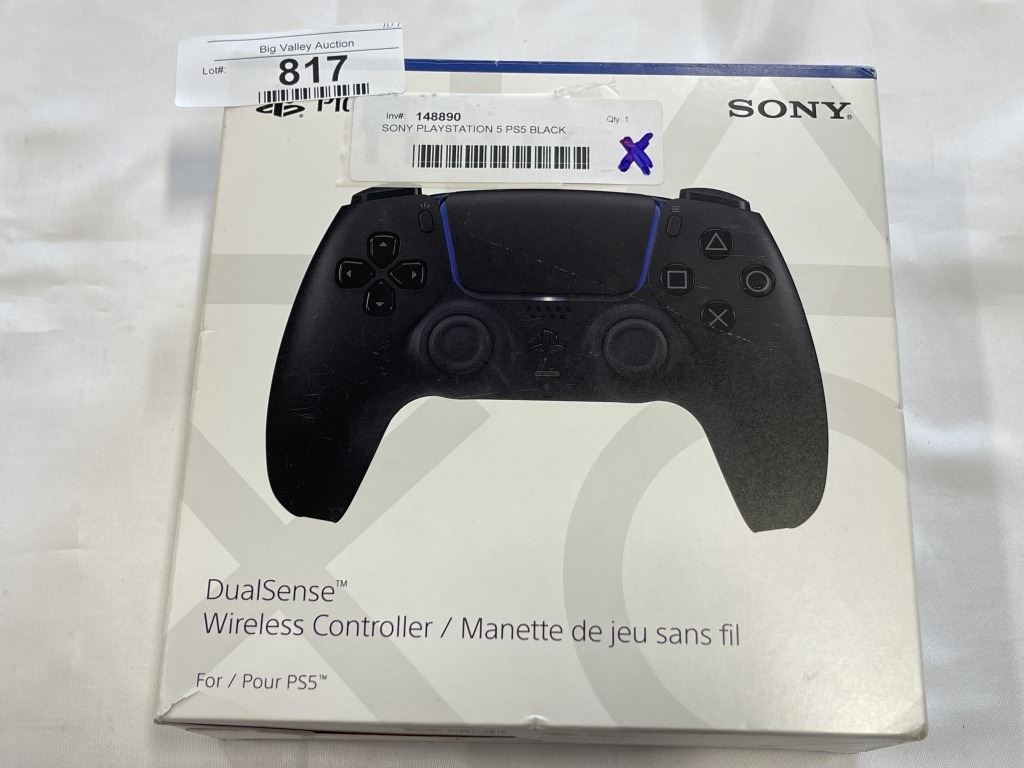 Big Valley Auction
Lot#: 817
SONY®
Inv#: 148890 Qty: 1
SONY PLAYSTATION 5 PS5 BLACK
X
DualSense™
Wireless Controller / Manette de jeu sans fil
For / Pour PS5™